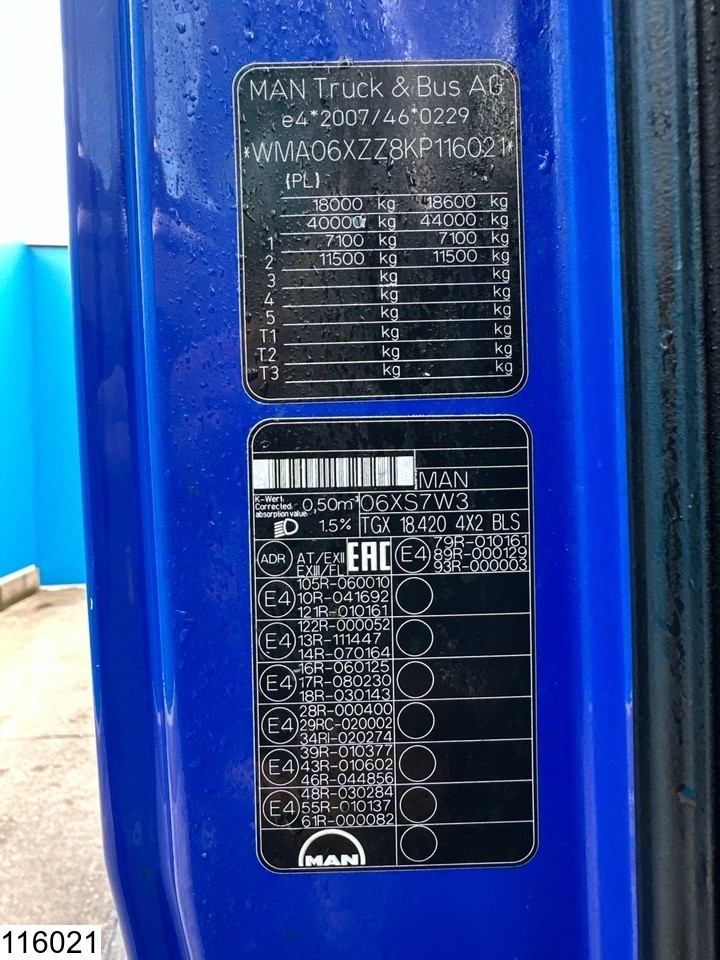 MAN Truck & Bus AG
e4*2007/46*0229
*WMA06XZZ8KP116021*
(PL)
18000 kg 18600 kg
40000 kg 44000 kg
1 7100 kg 7100 kg
2 11500 kg 11500 kg
3 kg kg
4 kg kg
5 kg kg
T1 kg kg
T2 kg kg
T3 kg kg
MAN
K-Wert: Corrected absorption value: 0,50m⁻¹ 06XS7W3
1.5% TGX 18.420 4X2 BLS
ADR AT/EXII EXIII/FL EAC E4 79R-010161
89R-000129
93R-000003
E4 105R-060010
10R-041692
121R-010161
E4 122R-000052
13R-111447
14R-070164
E4 16R-060125
17R-080230
18R-030143
E4 28R-000400
29RC-020002
34RI-020274
E4 39R-010377
43R-010602
46R-044856
E4 48R-030284
55R-010137
61R-000082
MAN
116021